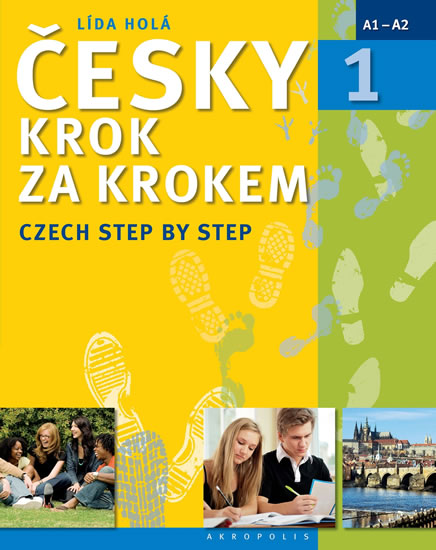 LÍDA HOLÁ
A1 – A2
ČESKY
1
KROK
ZA KROKEM
CZECH STEP BY STEP
AKROPOLIS